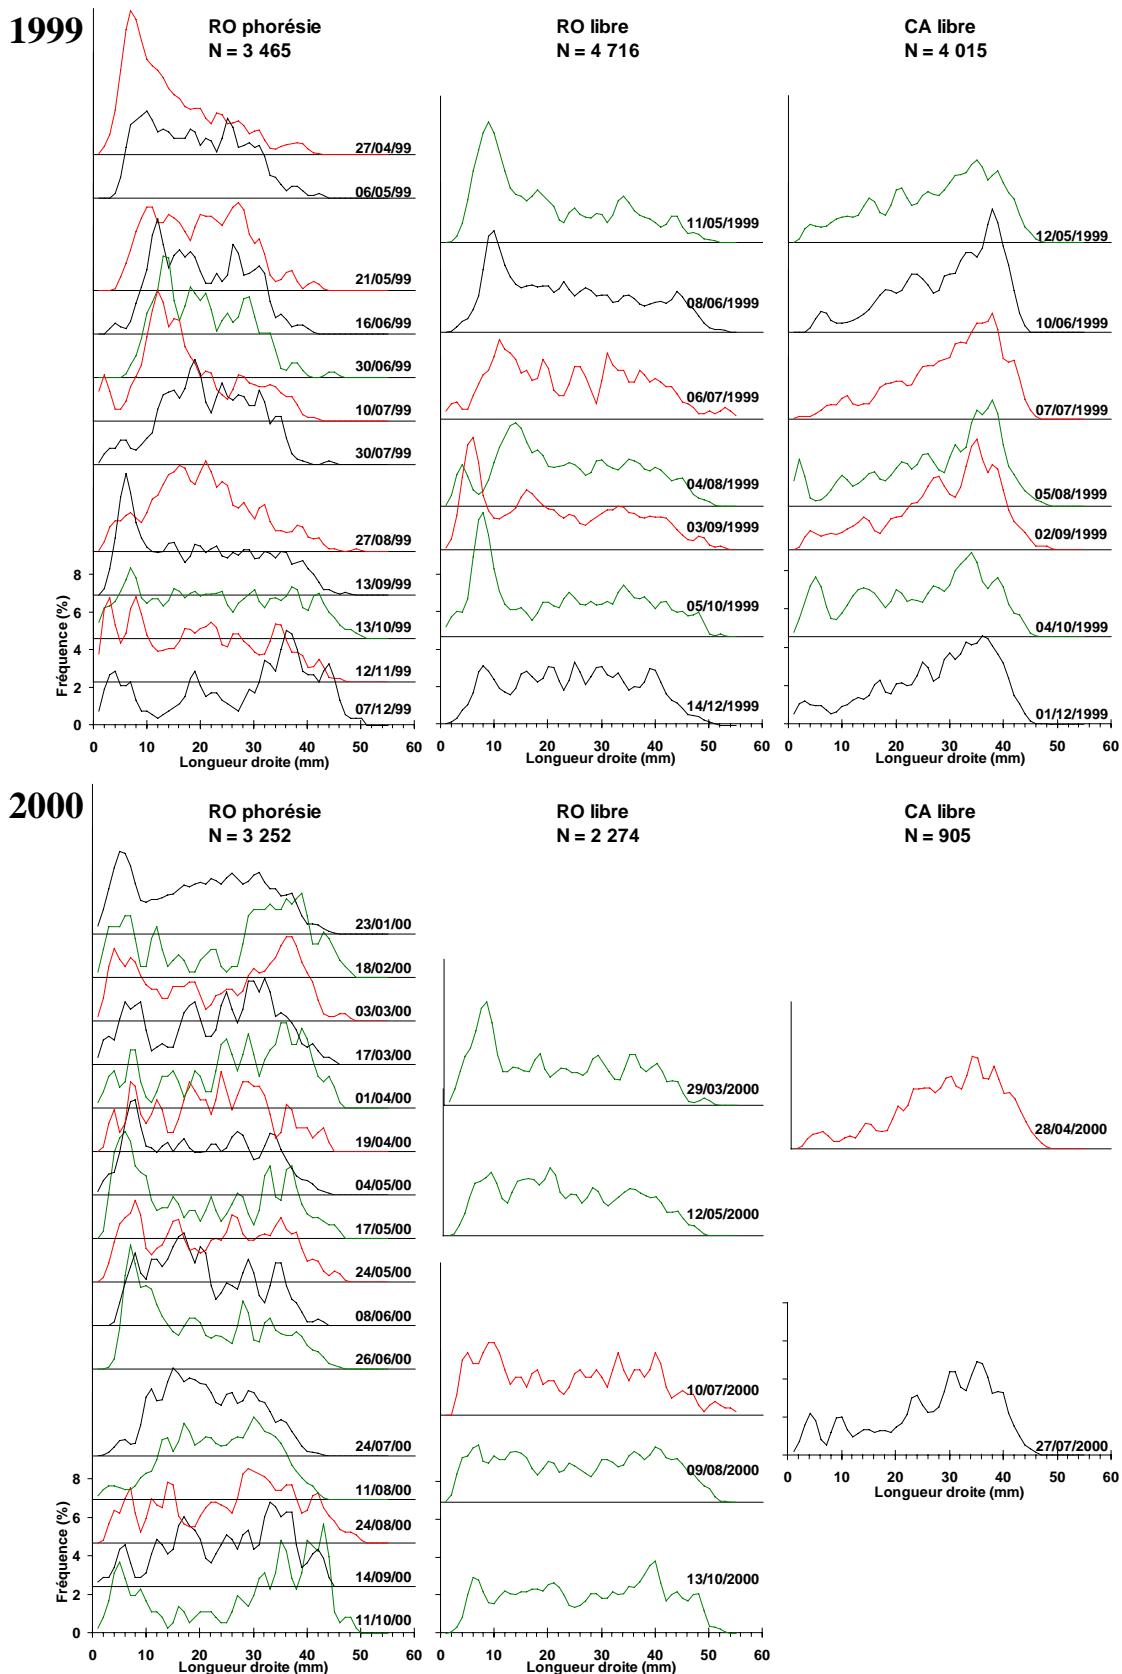 1999
RO phorésie
N = 3 465
RO libre
N = 4 716
CA libre
N = 4 015
27/04/99
06/05/99
21/05/99
16/06/99
30/06/99
10/07/99
30/07/99
27/08/99
13/09/99
13/10/99
12/11/99
07/12/99
8
6
4
2
0
Fréquence (%)
0 10 20 30 40 50 60
Longueur droite (mm)
11/05/1999
08/06/1999
06/07/1999
04/08/1999
03/09/1999
05/10/1999
14/12/1999
0 10 20 30 40 50 60
Longueur droite (mm)
12/05/1999
10/06/1999
07/07/1999
05/08/1999
02/09/1999
04/10/1999
01/12/1999
0 10 20 30 40 50 60
Longueur droite (mm)
2000
RO phorésie
N = 3 252
RO libre
N = 2 274
CA libre
N = 905
23/01/00
18/02/00
03/03/00
17/03/00
01/04/00
19/04/00
04/05/00
17/05/00
24/05/00
08/06/00
26/06/00
24/07/00
11/08/00
24/08/00
14/09/00
11/10/00
8
6
4
2
0
Fréquence (%)
0 10 20 30 40 50 60
Longueur droite (mm)
29/03/2000
12/05/2000
10/07/2000
09/08/2000
13/10/2000
0 10 20 30 40 50 60
Longueur droite (mm)
28/04/2000
27/07/2000
0 10 20 30 40 50 60
Longueur droite (mm)